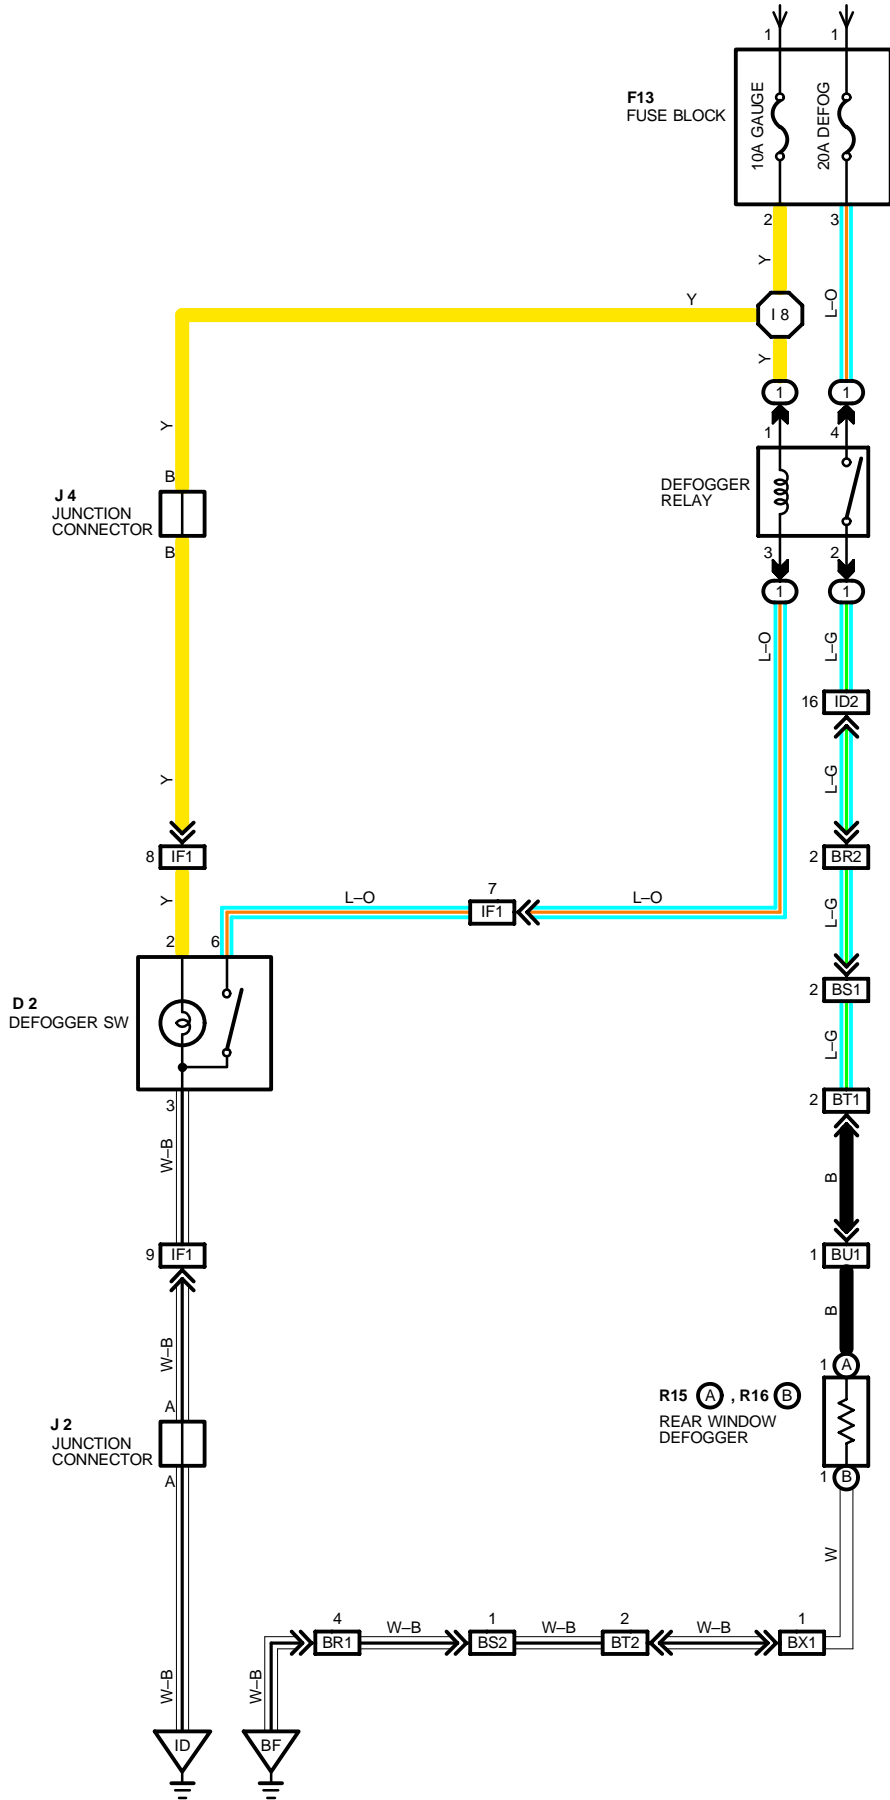 1 1
F13
FUSE BLOCK
10A GAUGE
20A DEFOG
2 3
Y
L–O
Y
I 8
Y
1 1
1 4
DEFOGGER
RELAY
3 2
1 1
L–O
L–G
Y
B
J 4
JUNCTION
CONNECTOR
B
16 ID2
L–G
Y
8 IF1
2 BR2
Y
L–O
7
IF1
L–O
L–G
2 6
D 2
DEFOGGER SW
2 BS1
L–G
3
2 BT1
W–B
B
9 IF1
1 BU1
W–B
B
1 A
A
J 2
JUNCTION
CONNECTOR
A
R15 A , R16 B
REAR WINDOW
DEFOGGER
1 B
W
4 1 2 1
BR1 W–B BS2 W–B BT2 W–B BX1
W–B
W–B
ID
BF